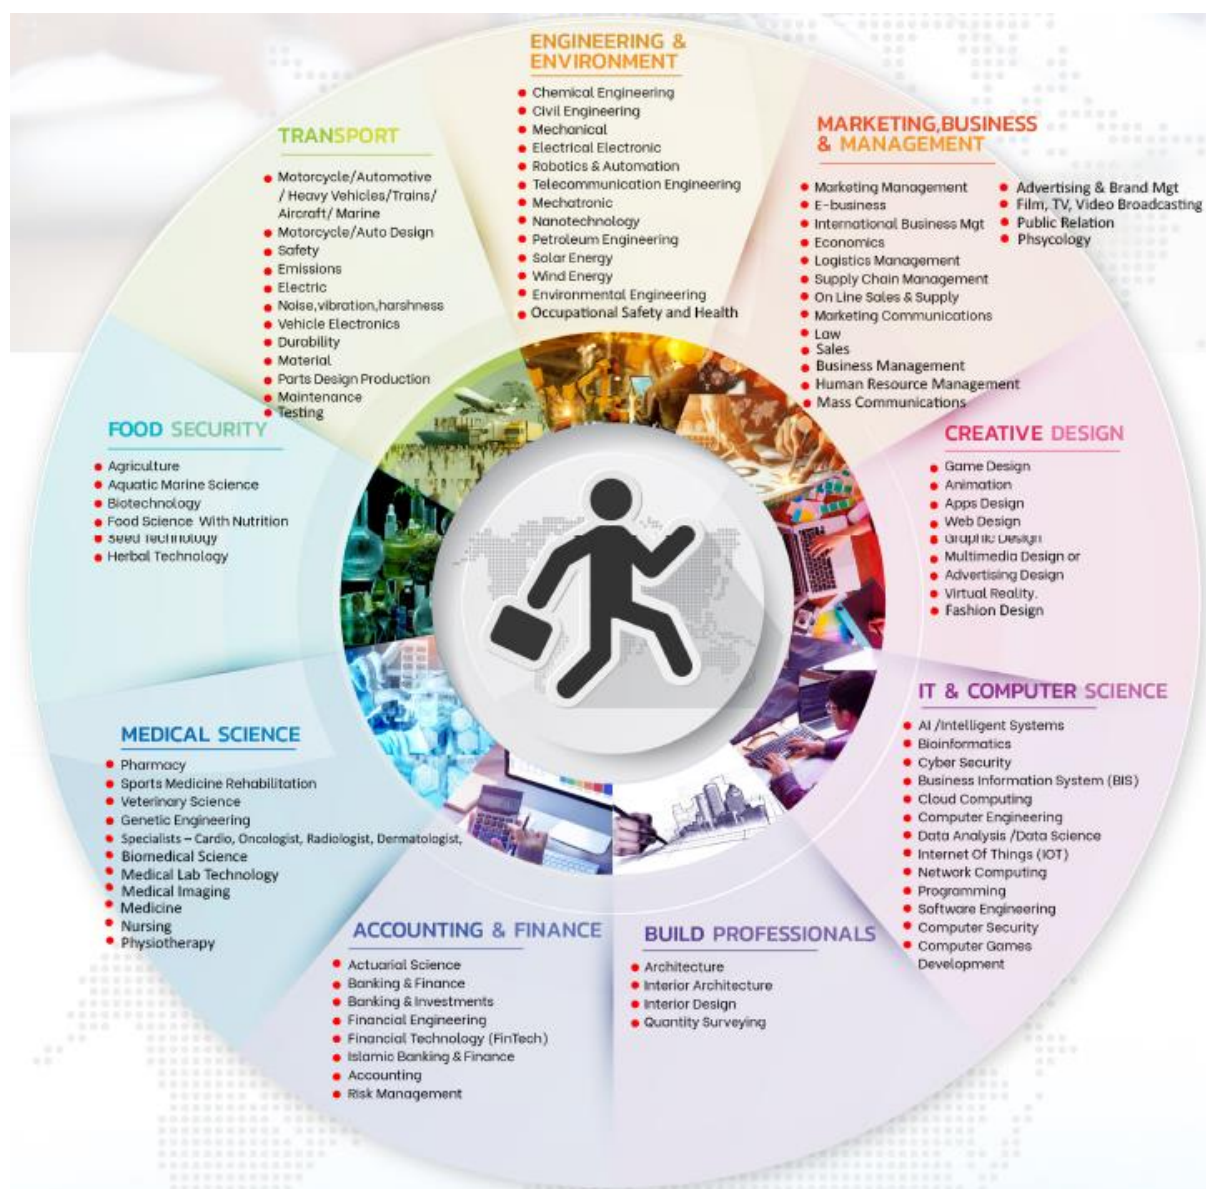 ENGINEERING &
ENVIRONMENT
Chemical Engineering
Civil Engineering
Mechanical
Electrical Electronic
Robotics & Automation
Telecommunication Engineering
Mechatronic
Nanotechnology
Petroleum Engineering
Solar Energy
Wind Energy
Environmental Engineering
Occupational Safety and Health
MARKETING,BUSINESS
& MANAGEMENT
Marketing Management
E-business
International Business Mgt
Economics
Logistics Management
Supply Chain Management
On Line Sales & Supply
Marketing Communications
Law
Sales
Business Management
Human Resource Management
Mass Communications
Advertising & Brand Mgt
Film, TV, Video Broadcasting
Public Relation
Phsycology
CREATIVE DESIGN
Game Design
Animation
Apps Design
Web Design
Graphic Design
Multimedia Design or
Advertising Design
Virtual Reality.
Fashion Design
IT & COMPUTER SCIENCE
AI /Intelligent Systems
Bioinformatics
Cyber Security
Business Information System (BIS)
Cloud Computing
Computer Engineering
Data Analysis /Data Science
Internet Of Things (IOT)
Network Computing
Programming
Software Engineering
Computer Security
Computer Games
Development
BUILD PROFESSIONALS
Architecture
Interior Architecture
Interior Design
Quantity Surveying
ACCOUNTING & FINANCE
Actuarial Science
Banking & Finance
Banking & Investments
Financial Engineering
Financial Technology (FinTech)
Islamic Banking & Finance
Accounting
Risk Management
MEDICAL SCIENCE
Pharmacy
Sports Medicine Rehabilitation
Veterinary Science
Genetic Engineering
Specialists – Cardio, Oncologist, Radiologist, Dermatologist,
Biomedical Science
Medical Lab Technology
Medical Imaging
Medicine
Nursing
Physiotherapy
FOOD SECURITY
Agriculture
Aquatic Marine Science
Biotechnology
Food Science With Nutrition
Seed Technology
Herbal Technology
TRANSPORT
Motorcycle/Automotive
/ Heavy Vehicles/Trains/
Aircraft/ Marine
Motorcycle/Auto Design
Safety
Emissions
Electric
Noise,vibration,harshness
Vehicle Electronics
Durability
Material
Parts Design Production
Maintenance
Testing